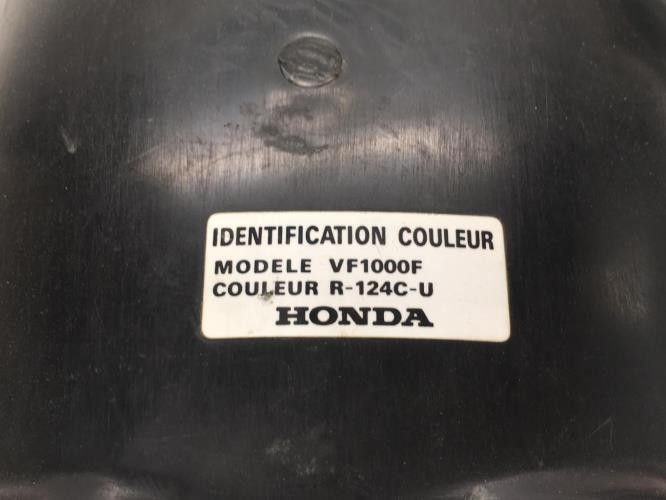 IDENTIFICATION COULEUR
MODELE VF1000F
COULEUR R-124C-U
HONDA